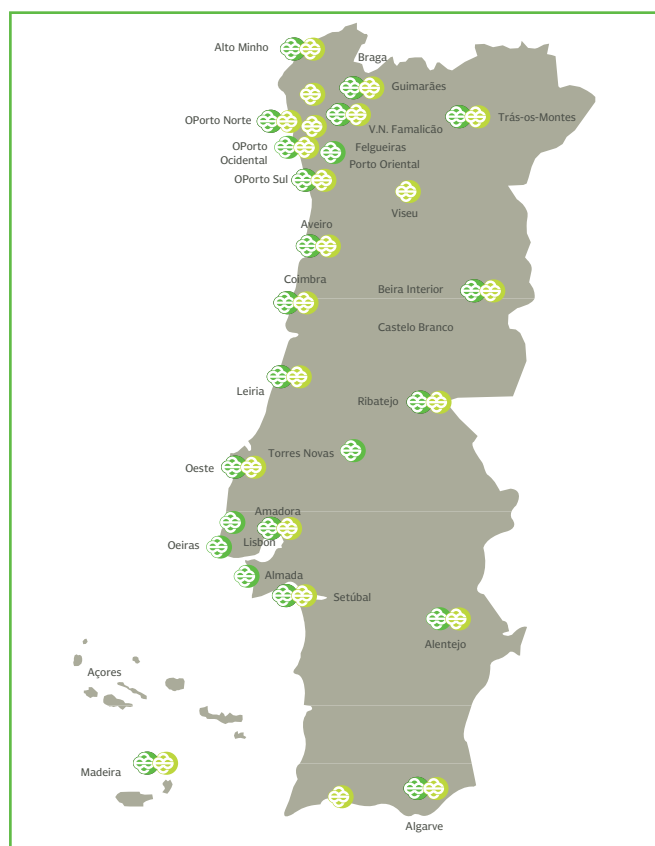 Alto Minho
Braga
Guimarães
OPorto Norte
Trás-os-Montes
V.N. Famalicão
OPorto
Ocidental
Felgueiras
Porto Oriental
OPorto Sul
Viseu
Aveiro
Coimbra
Beira Interior
Castelo Branco
Leiria
Ribatejo
Torres Novas
Oeste
Amadora
Lisbon
Oeiras
Almada
Setúbal
Alentejo
Açores
Madeira
Algarve